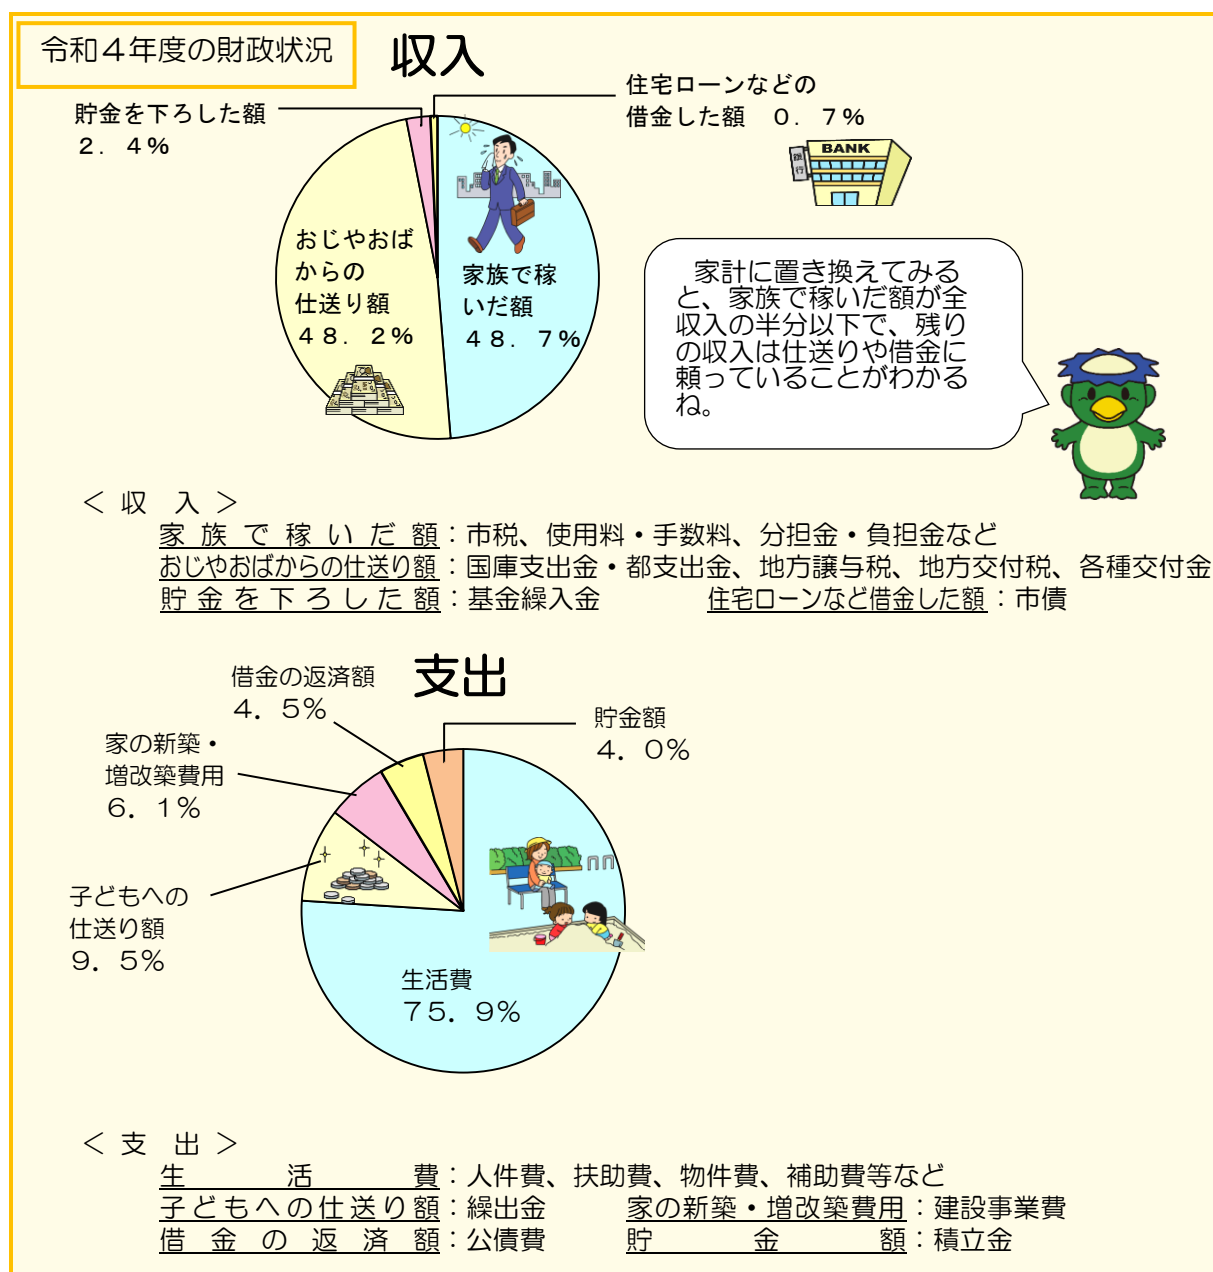 令和４年度の財政状況
収入
貯金を下ろした額
２．４％
住宅ローンなどの
借金した額　０．７％
BANK
銀行
おじやおば
からの
仕送り額
４８．２％
家族で稼
いだ額
４８．７％
家計に置き換えてみる
と、家族で稼いだ額が全
収入の半分以下で、残り
の収入は仕送りや借金に
頼っていることがわかる
ね。
＜収　入＞
家族で稼いだ額：市税、使用料・手数料、分担金・負担金など
おじやおばからの仕送り額：国庫支出金・都支出金、地方譲与税、地方交付税、各種交付金
貯金を下ろした額：基金繰入金　住宅ローンなど借金した額：市債
支出
借金の返済額
４．５％
貯金額
４．０％
家の新築・
増改築費用
６．１％
子どもへの
仕送り額
９．５％
生活費
７５．９％
＜支　出＞
生活費：人件費、扶助費、物件費、補助費等など
子どもへの仕送り額：繰出金　家の新築・増改築費用：建設事業費
借金の返済額：公債費　貯金額：積立金